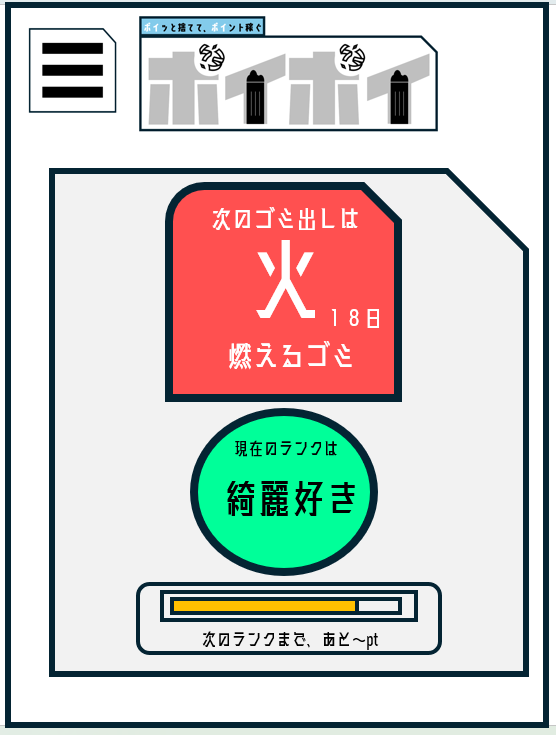 ポイっと捨てて、ポイント稼ぐ
ポイポイ
次のゴミ出しは
火
18日
燃えるゴミ
現在のランクは
綺麗好き
次のランクまで、あと～pt